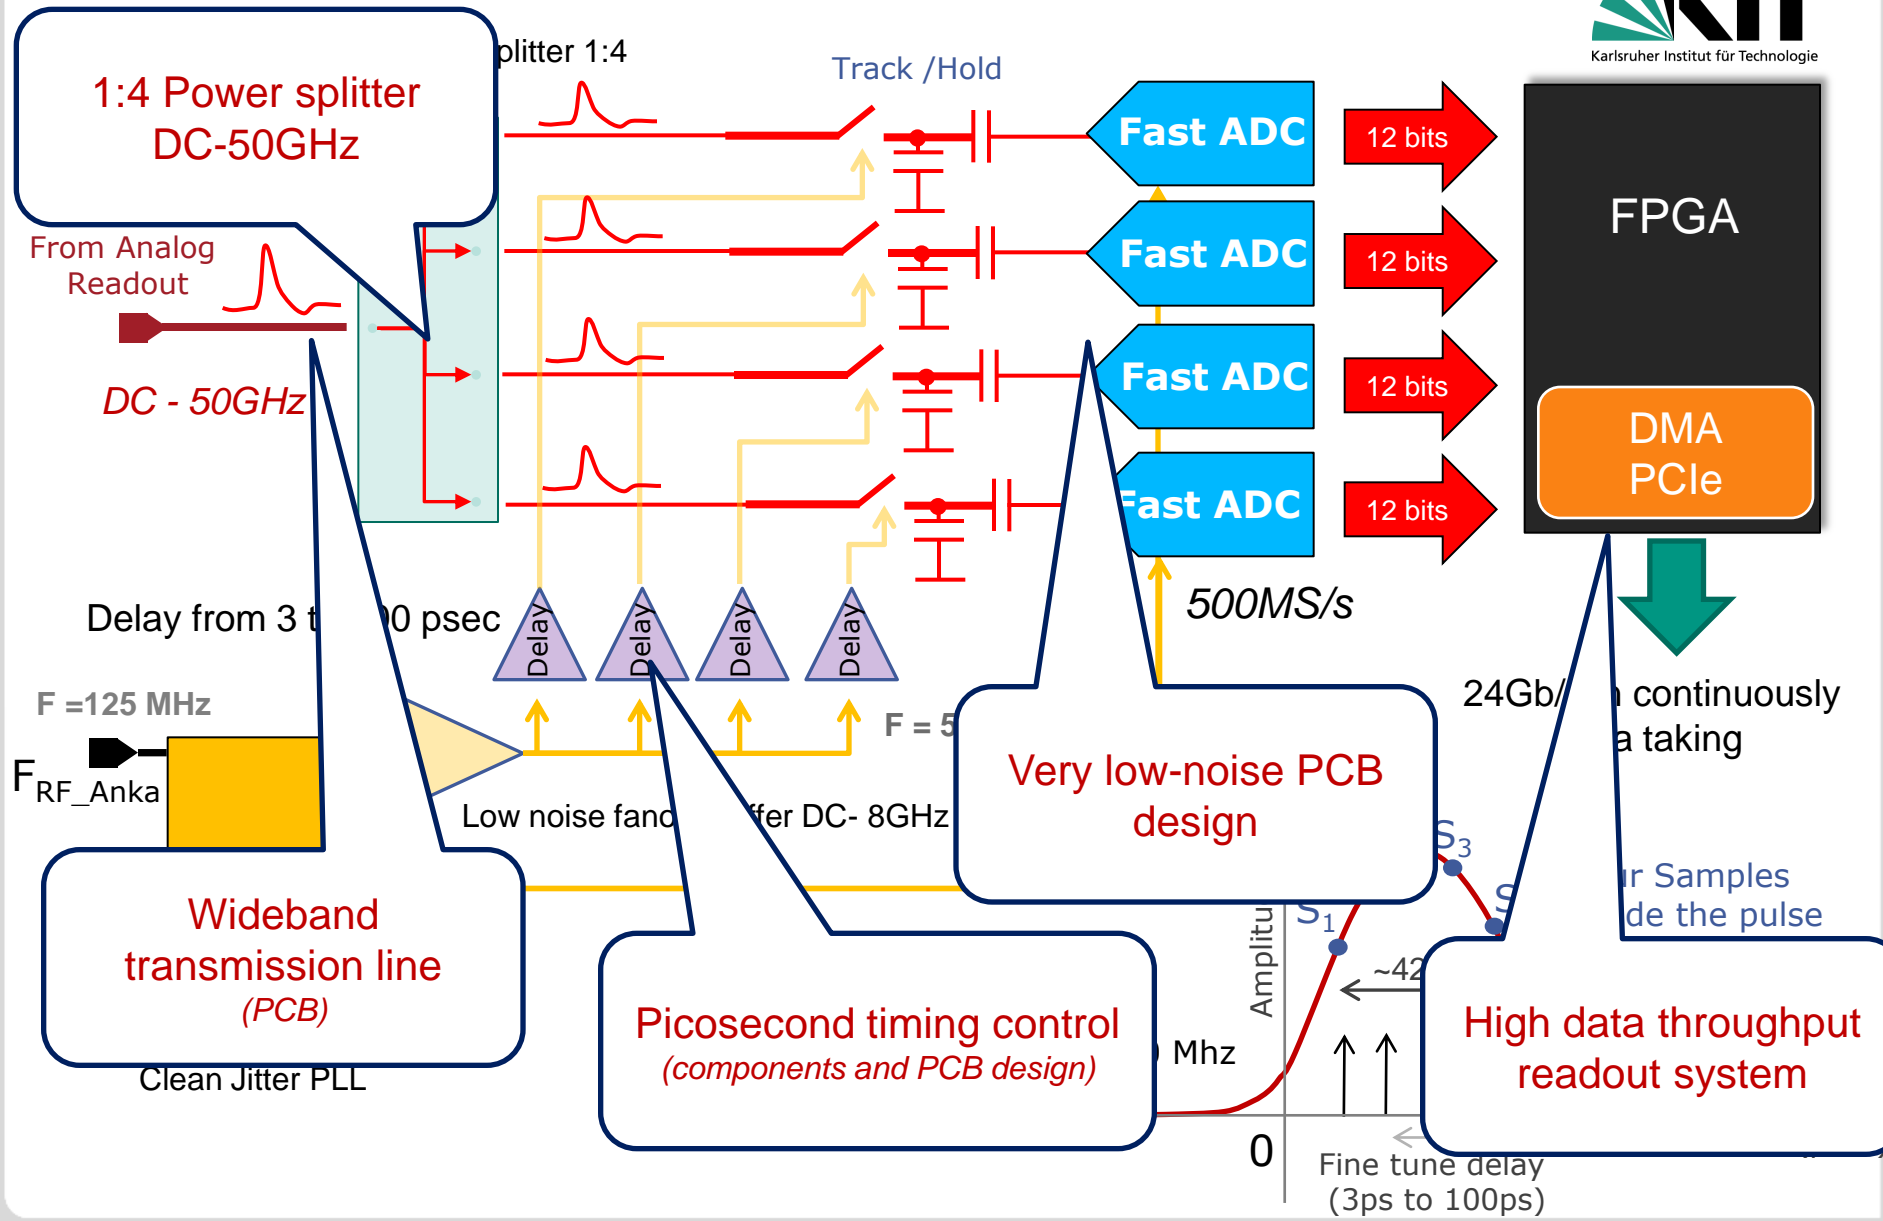 Karlsruher Institut für Technologie
1:4 Power splitter
DC-50GHz
plitter 1:4
Track /Hold
Fast ADC
12 bits
FPGA
From Analog
Readout
Fast ADC
12 bits
DC - 50GHz
Fast ADC
12 bits
DMA
PCIe
Fast ADC
12 bits
500MS/s
Delay from 3 t 00 psec
Delay
Delay
Delay
Delay
24Gb/ continuously
a taking
F =125 MHz
F = 5
FRF_Anka
Low noise fano ffer DC- 8GHz
Very low-noise PCB
design
S3
S
ur Samples
de the pulse
S1
Amplitu
Wideband
transmission line
(PCB)
Picosecond timing control
(components and PCB design)
~42
High data throughput
readout system
Mhz
Clean Jitter PLL
0
Fine tune delay
(3ps to 100ps)